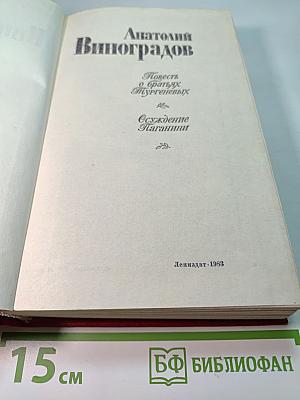 Анатолий
Виноградов
Повесть
о братьях
Тургеневых
Осуждение
Паганини
Лениздат·1983
15 см
БФ БИБЛИОФАН